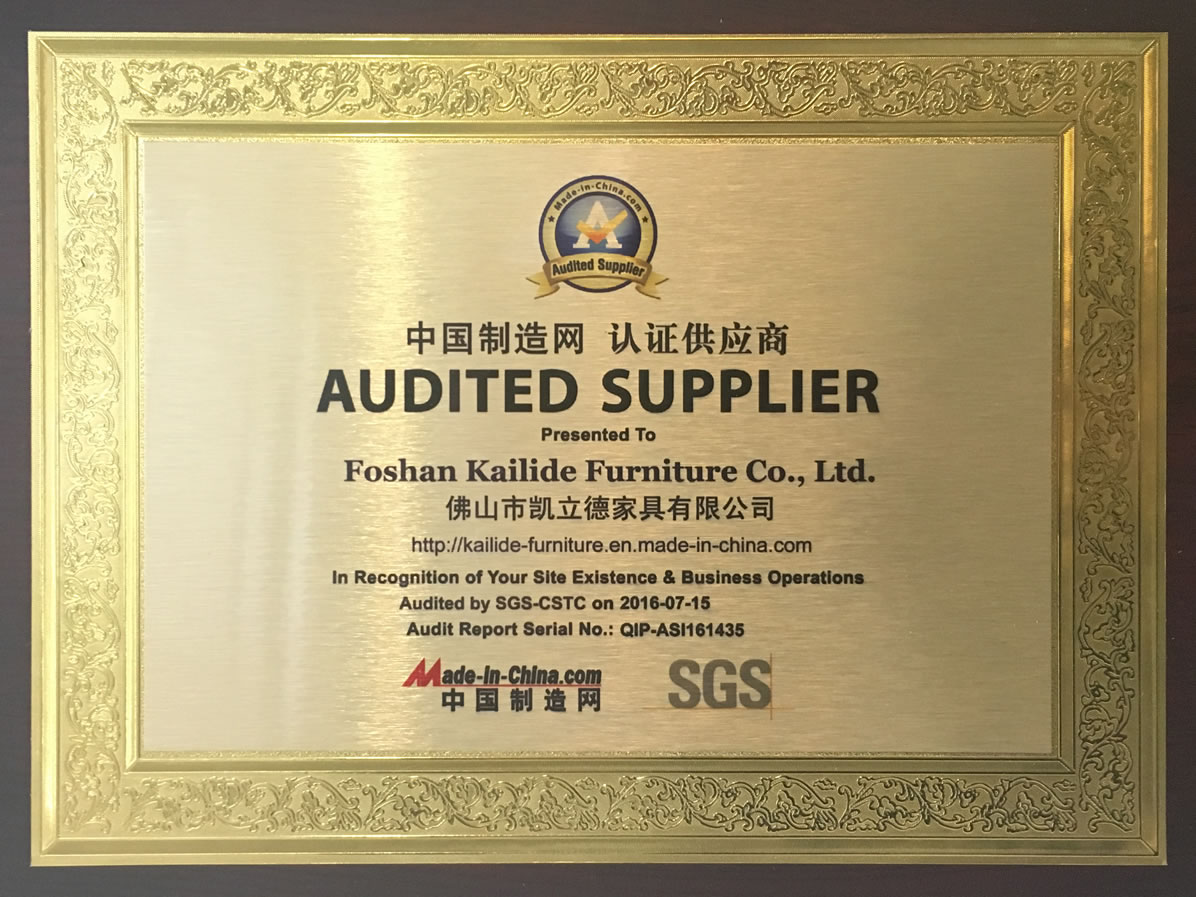 Made-in-China.com
Audited Supplier
中国制造网 认证供应商
AUDITED SUPPLIER
Presented To
Foshan Kailide Furniture Co., Ltd.
佛山市凯立德家具有限公司
http://kailide-furniture.en.made-in-china.com
In Recognition of Your Site Existence & Business Operations
Audited by SGS-CSTC on 2016-07-15
Audit Report Serial No.: QIP-ASI161435
Made-in-China.com
中国制造网
SGS